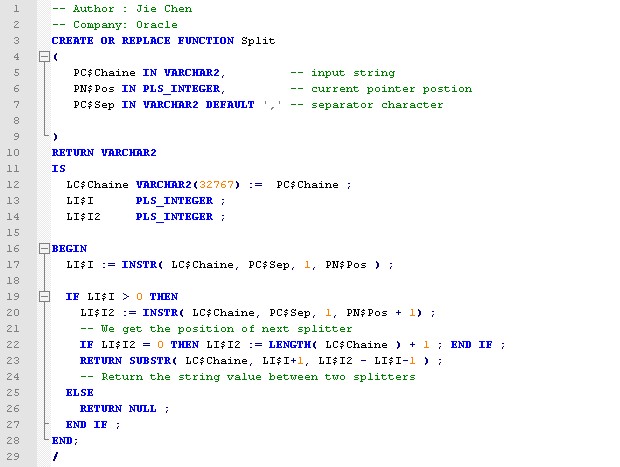 1 -- Author : Jie Chen
2 -- Company: Oracle
3 CREATE OR REPLACE FUNCTION Split
4 (
5 PC$Chaine IN VARCHAR2, -- input string
6 PN$Pos IN PLS_INTEGER, -- current pointer postion
7 PC$Sep IN VARCHAR2 DEFAULT ',' -- separator character
8
9 )
10 RETURN VARCHAR2
11 IS
12 LC$Chaine VARCHAR2(32767) := PC$Chaine ;
13 LI$I PLS_INTEGER ;
14 LI$I2 PLS_INTEGER ;
15
16 BEGIN
17 LI$I := INSTR( LC$Chaine, PC$Sep, 1, PN$Pos ) ;
18
19 IF LI$I > 0 THEN
20 LI$I2 := INSTR( LC$Chaine, PC$Sep, 1, PN$Pos + 1) ;
21 -- We get the position of next splitter
22 IF LI$I2 = 0 THEN LI$I2 := LENGTH( LC$Chaine ) + 1 ; END IF ;
23 RETURN SUBSTR( LC$Chaine, LI$I+1, LI$I2 - LI$I-1 ) ;
24 -- Return the string value between two splitters
25 ELSE
26 RETURN NULL ;
27 END IF ;
28 END;
29 /